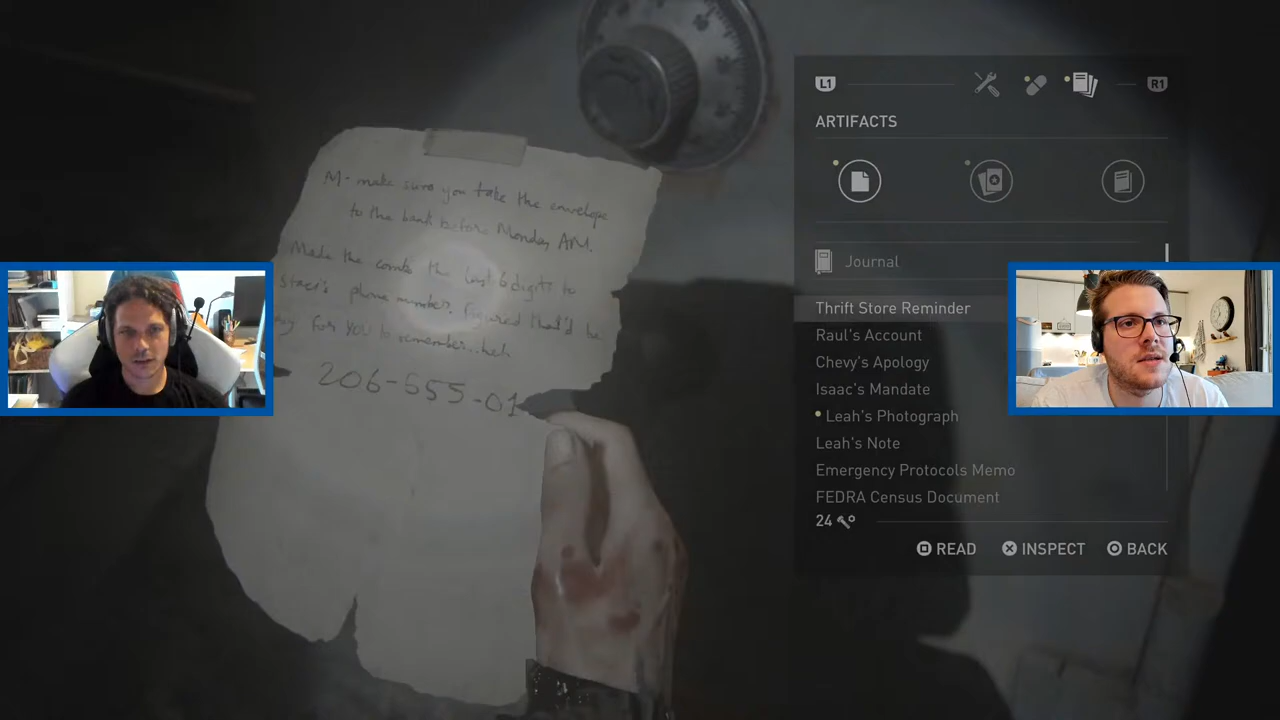 M- make sure you take the envelope
to the bank before Monday AM.
Made the combo the last 6 digits to
phone number. Figured that'd be
for you to remember...heh.
206-555-01
L1
R1
ARTIFACTS
Journal
Thrift Store Reminder
Raul's Account
Chevy's Apology
Isaac's Mandate
Leah's Photograph
Leah's Note
Emergency Protocols Memo
FEDRA Census Document
24
READ
INSPECT
BACK